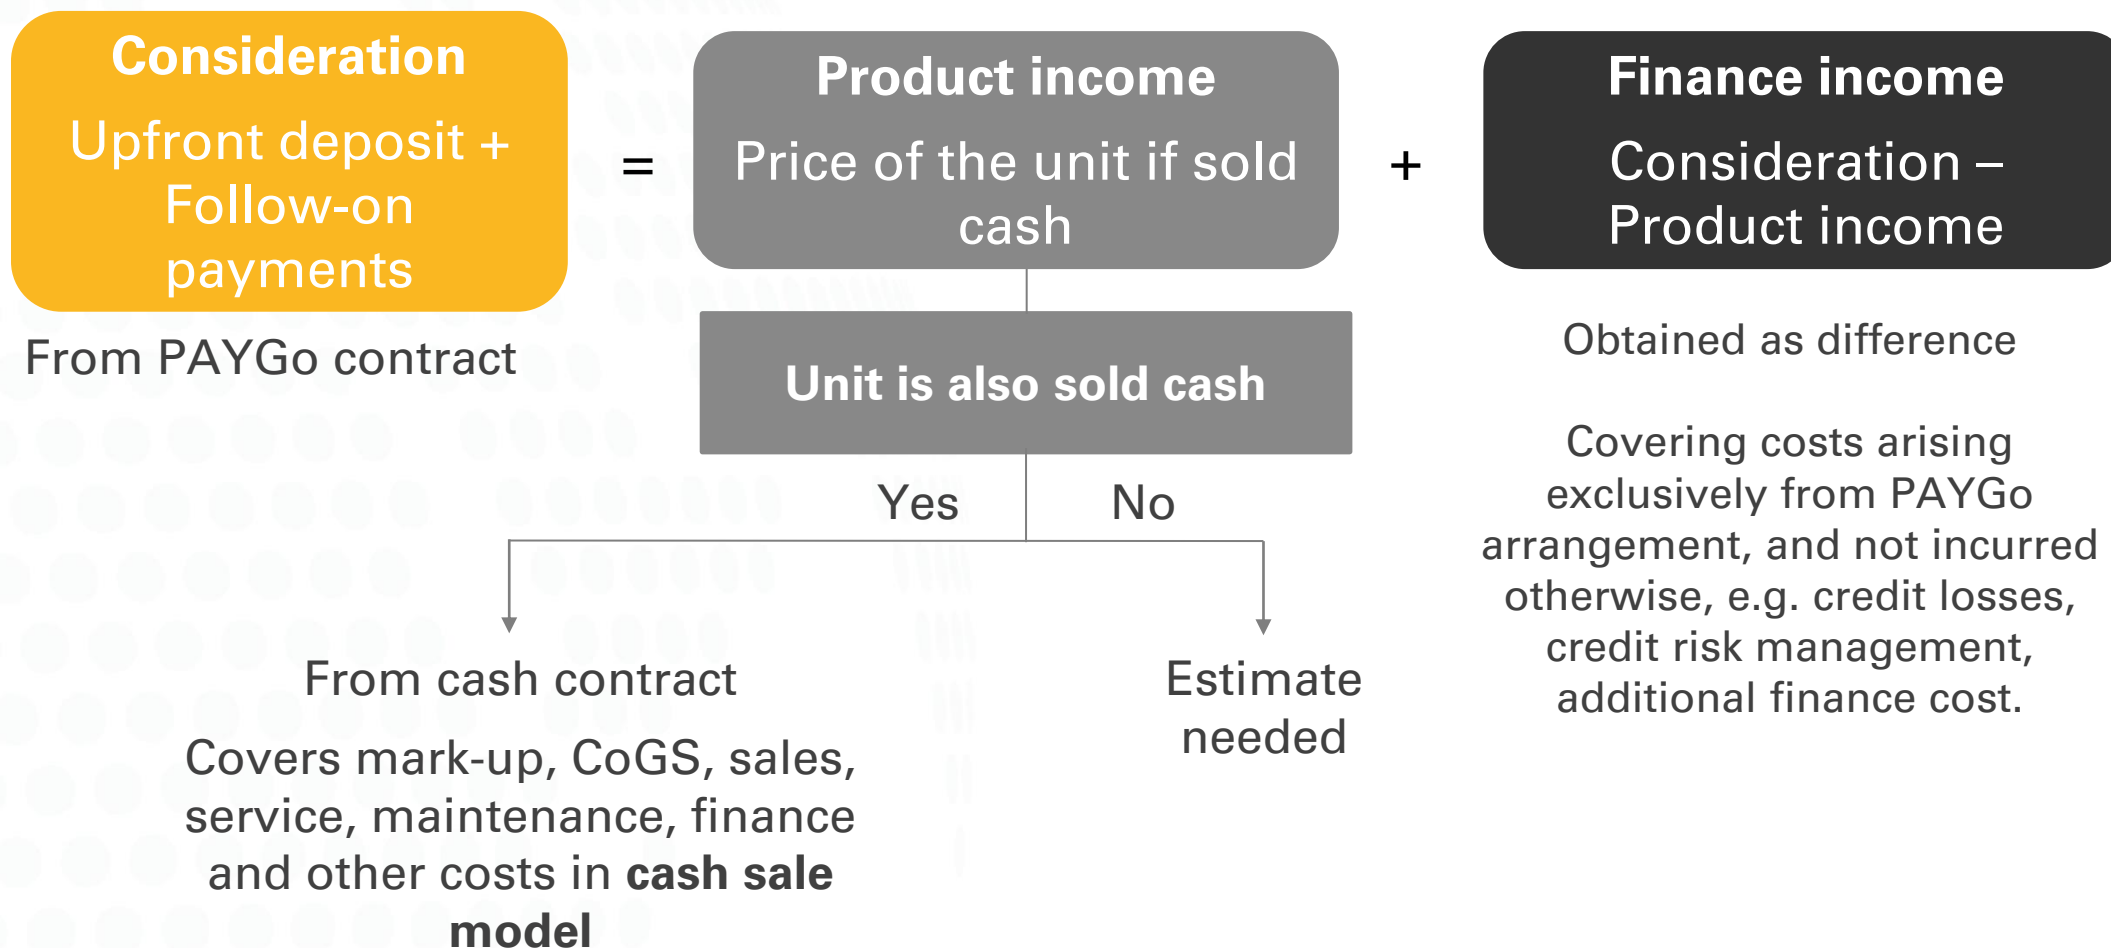 Consideration
Upfront deposit +
Follow-on
payments
From PAYGo contract
=
Product income
Price of the unit if sold
cash
+
Finance income
Consideration –
Product income
Unit is also sold cash
Yes
No
From cash contract
Covers mark-up, CoGS, sales,
service, maintenance, finance
and other costs in cash sale
model
Estimate
needed
Obtained as difference
Covering costs arising
exclusively from PAYGo
arrangement, and not incurred
otherwise, e.g. credit losses,
credit risk management,
additional finance cost.